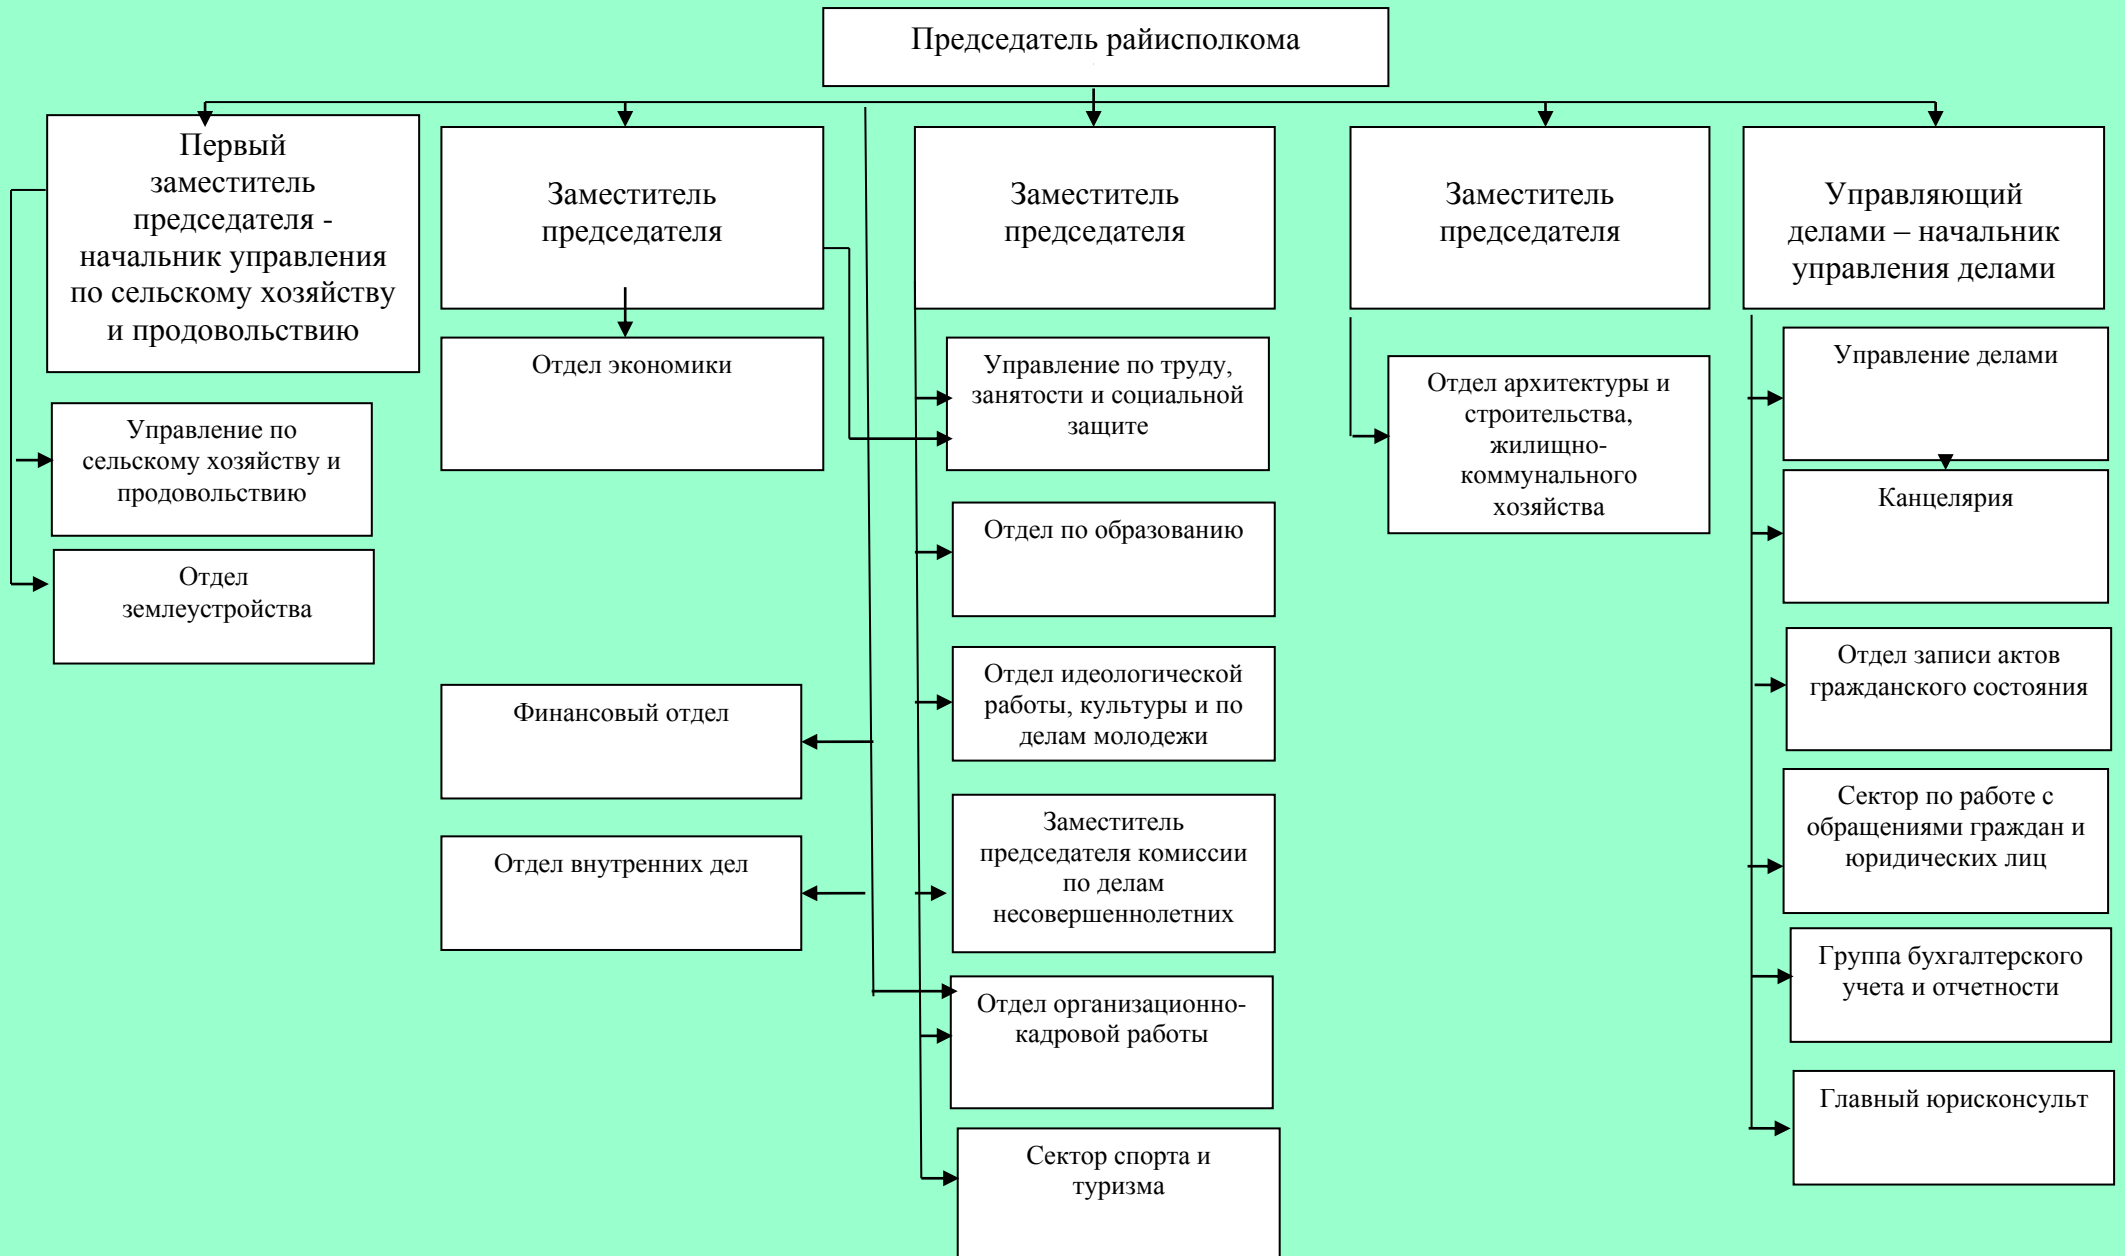 Председатель райисполкома
Первый
заместитель
председателя -
начальник управления
по сельскому хозяйству
и продовольствию
Заместитель
председателя
Заместитель
председателя
Заместитель
председателя
Управляющий
делами – начальник
управления делами
Управление по
сельскому хозяйству и
продовольствию
Отдел
землеустройства
Отдел экономики
Финансовый отдел
Отдел внутренних дел
Управление по труду,
занятости и социальной
защите
Отдел по образованию
Отдел идеологической
работы, культуры и по
делам молодежи
Заместитель
председателя комиссии
по делам
несовершеннолетних
Отдел организационно-
кадровой работы
Сектор спорта и
туризма
Отдел архитектуры и
строительства,
жилищно-
коммунального
хозяйства
Управление делами
Канцелярия
Отдел записи актов
гражданского состояния
Сектор по работе с
обращениями граждан и
юридических лиц
Группа бухгалтерского
учета и отчетности
Главный юрисконсульт